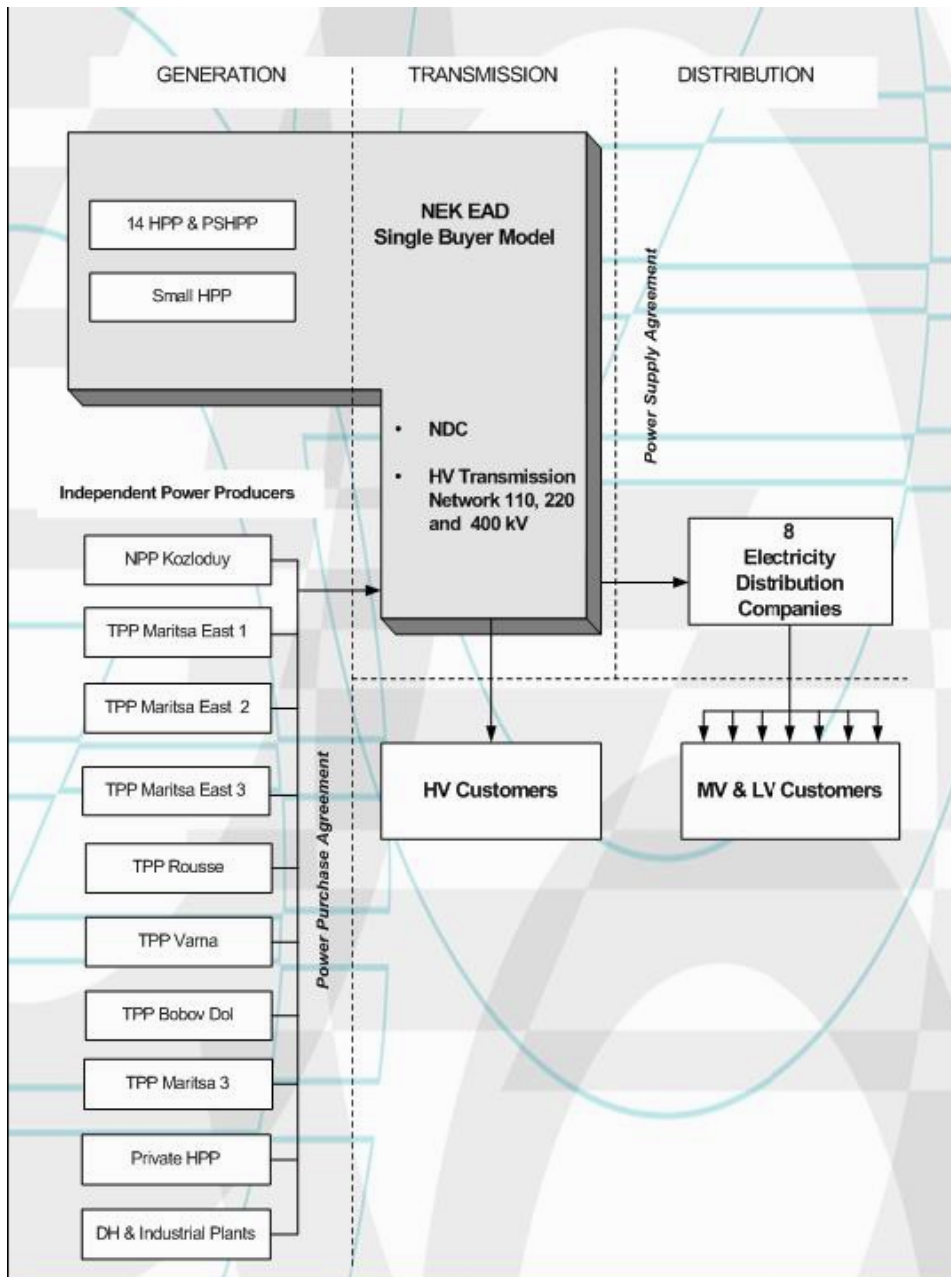 GENERATION
TRANSMISSION
DISTRIBUTION
14 HPP & PSHPP
Small HPP
NEK EAD
Single Buyer Model
• NDC
• HV Transmission
Network 110, 220
and 400 kV
Power Supply Agreement
Independent Power Producers
NPP Kozloduy
TPP Maritsa East 1
TPP Maritsa East 2
TPP Maritsa East 3
TPP Rousse
TPP Varna
TPP Bobov Dol
TPP Maritsa 3
Private HPP
DH & Industrial Plants
Power Purchase Agreement
8
Electricity
Distribution
Companies
HV Customers
MV & LV Customers